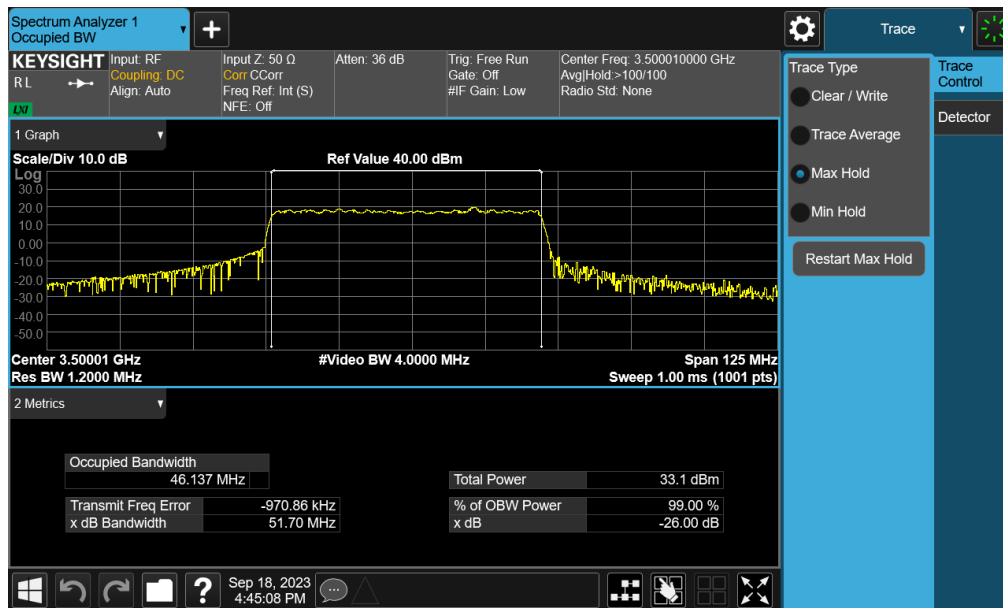 Spectrum Analyzer 1
Occupied BW
Trace
KEYSIGHT
R L
LXI
Input: RF
Coupling: DC
Align: Auto
Input Z: 50 Ω
Corr CCorr
Freq Ref: Int (S)
NFE: Off
Atten: 36 dB
Trig: Free Run
Gate: Off
#IF Gain: Low
Center Freq: 3.500010000 GHz
Avg|Hold:>100/100
Radio Std: None
Trace Type
Clear / Write
Trace Average
Max Hold
Min Hold
Restart Max Hold
Trace
Control
Detector
1 Graph
Scale/Div 10.0 dB
Ref Value 40.00 dBm
Log
30.0
20.0
10.0
0.00
-10.0
-20.0
-30.0
-40.0
-50.0
Center 3.50001 GHz
#Video BW 4.0000 MHz
Span 125 MHz
Res BW 1.2000 MHz
Sweep 1.00 ms (1001 pts)
2 Metrics
Occupied Bandwidth
46.137 MHz
Total Power 33.1 dBm
Transmit Freq Error -970.86 kHz
% of OBW Power 99.00 %
x dB Bandwidth 51.70 MHz
x dB -26.00 dB
?
Sep 18, 2023
4:45:08 PM